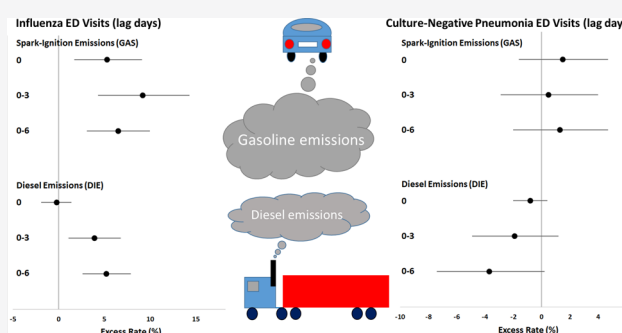 Influenza ED Visits (lag days)
Spark-Ignition Emissions (GAS)
0
0-3
0-6
Diesel Emissions (DIE)
0
0-3
0-6
-5 0 5 10 15
Excess Rate (%)
Gasoline emissions
Diesel emissions
Culture-Negative Pneumonia ED Visits (lag day
Spark-Ignition Emissions (GAS)
0
0-3
0-6
Diesel Emissions (DIE)
0
0-3
0-6
-10 -8 -6 -4 -2 0 2 4
Excess Rate (%)